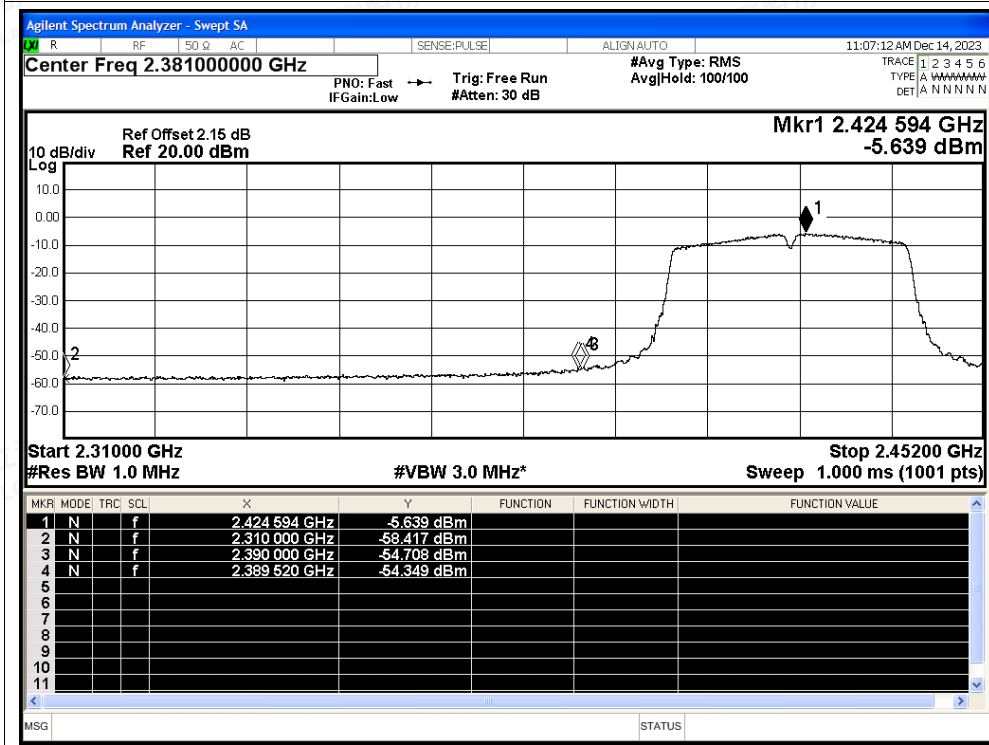 Agilent Spectrum Analyzer - Swept SA
LXI R RF 50 Ω AC SENSE:PULSE ALIGN AUTO 11:07:12 AM Dec 14, 2023
Center Freq 2.381000000 GHz
PNO: Fast
IFGain:Low
Trig: Free Run
#Atten: 30 dB
#Avg Type: RMS
Avg|Hold: 100/100
TRACE 1 2 3 4 5 6
TYPE A WWWWW
DET A N N N N N
Ref Offset 2.15 dB
Ref 20.00 dBm
10 dB/div
Log
Mkr1 2.424 594 GHz
-5.639 dBm
10.0
0.00
-10.0
-20.0
-30.0
-40.0
-50.0
-60.0
-70.0
1
2
4 3
Start 2.31000 GHz
Stop 2.45200 GHz
#Res BW 1.0 MHz
#VBW 3.0 MHz*
Sweep 1.000 ms (1001 pts)
MKR MODE TRC SCL X Y FUNCTION FUNCTION WIDTH FUNCTION VALUE
1 N f 2.424 594 GHz -5.639 dBm
2 N f 2.310 000 GHz -58.417 dBm
3 N f 2.390 000 GHz -54.708 dBm
4 N f 2.389 520 GHz -54.349 dBm
5
6
7
8
9
10
11
MSG STATUS